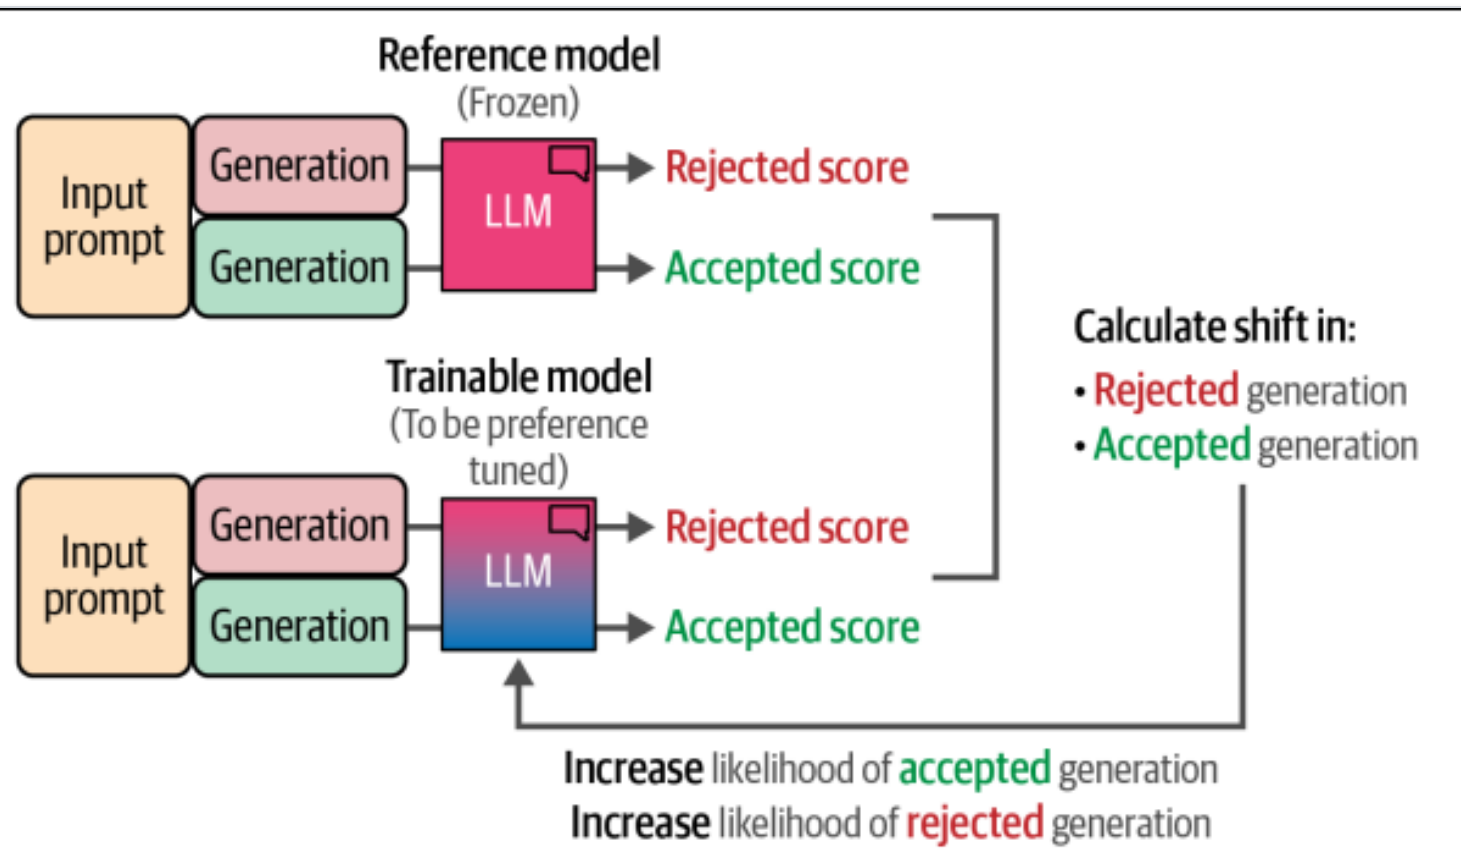 Reference model
(Frozen)
Input
prompt
Generation
Generation
LLM
Rejected score
Accepted score
Calculate shift in:
• Rejected generation
• Accepted generation
Trainable model
(To be preference
tuned)
Input
prompt
Generation
Generation
LLM
Rejected score
Accepted score
Increase likelihood of accepted generation
Increase likelihood of rejected generation